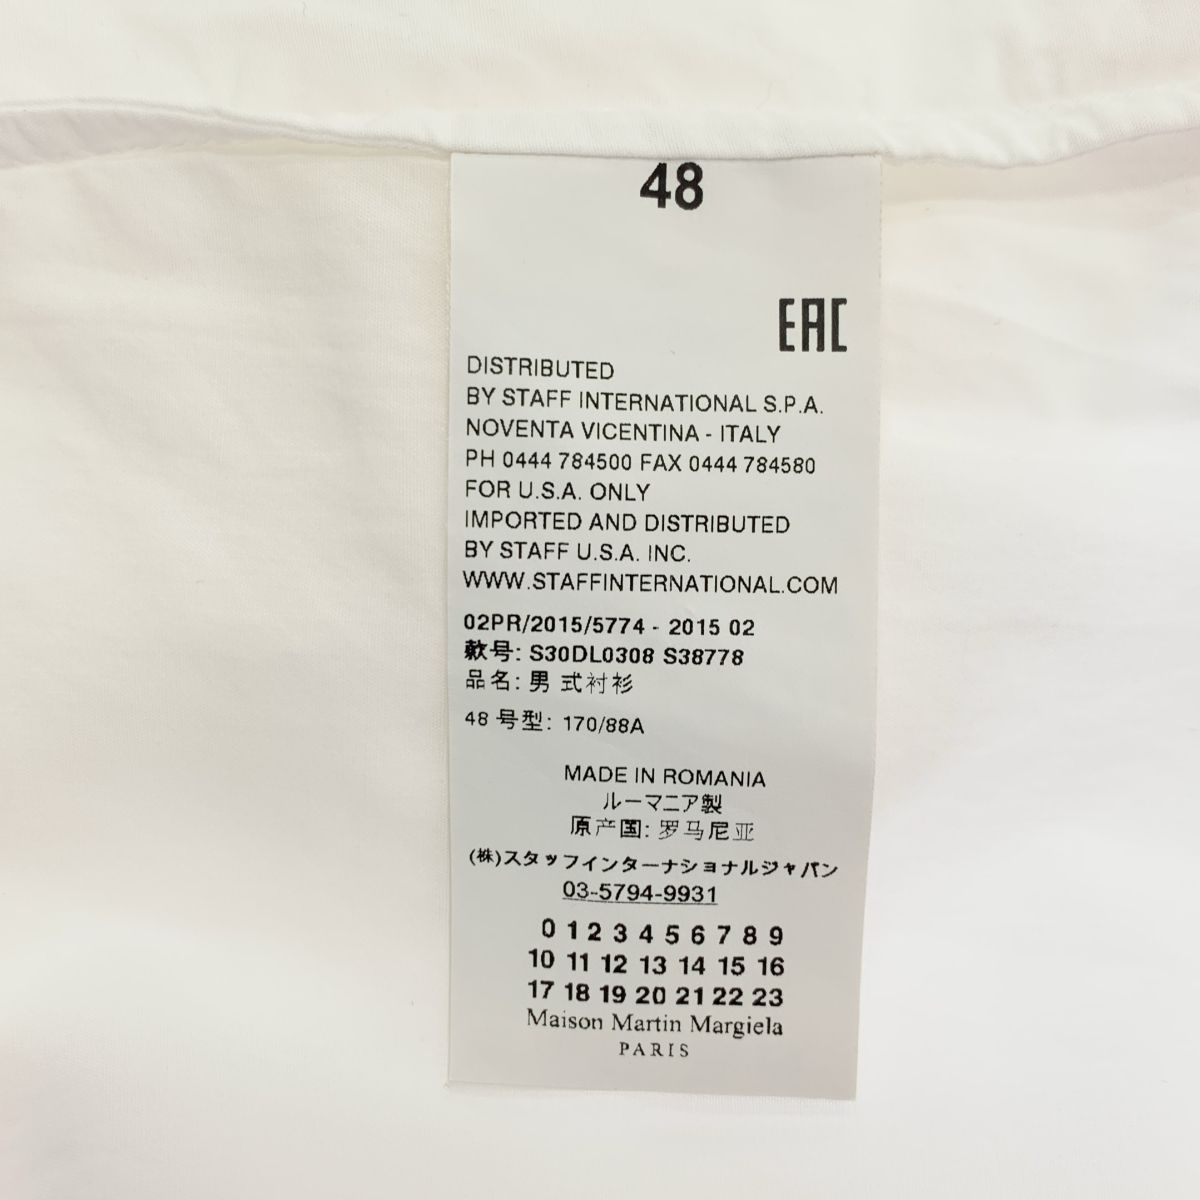 48
EAC
DISTRIBUTED
BY STAFF INTERNATIONAL S.P.A.
NOVENTA VICENTINA - ITALY
PH 0444 784500 FAX 0444 784580
FOR U.S.A. ONLY
IMPORTED AND DISTRIBUTED
BY STAFF U.S.A. INC.
WWW.STAFFINTERNATIONAL.COM
02PR/2015/5774 - 2015 02
款号: S30DL0308 S38778
品名: 男 式衬衫
48 号型: 170/88A
MADE IN ROMANIA
ルーマニア製
原产国: 罗马尼亚
(株)スタッフインターナショナルジャパン
03-5794-9931
0 1 2 3 4 5 6 7 8 9
10 11 12 13 14 15 16
17 18 19 20 21 22 23
Maison Martin Margiela
PARIS